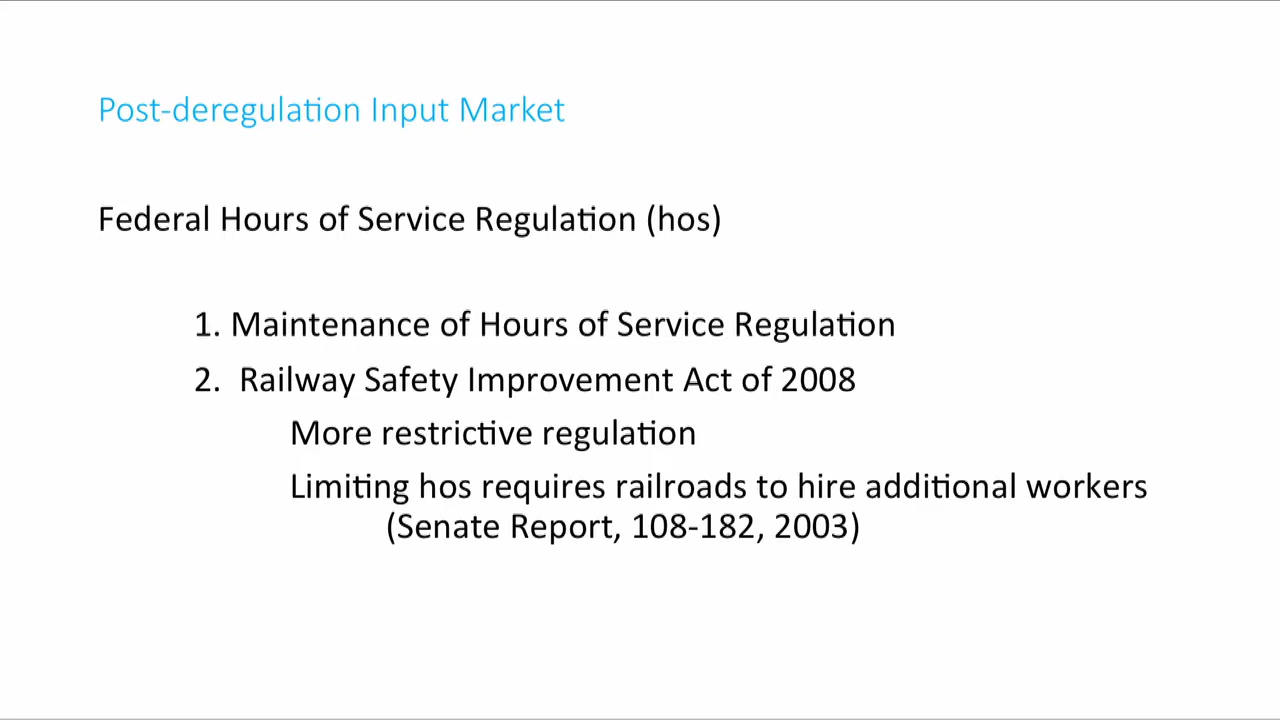 Post-deregulation Input Market
Federal Hours of Service Regulation (hos)
1. Maintenance of Hours of Service Regulation
2. Railway Safety Improvement Act of 2008
More restrictive regulation
Limiting hos requires railroads to hire additional workers
(Senate Report, 108-182, 2003)